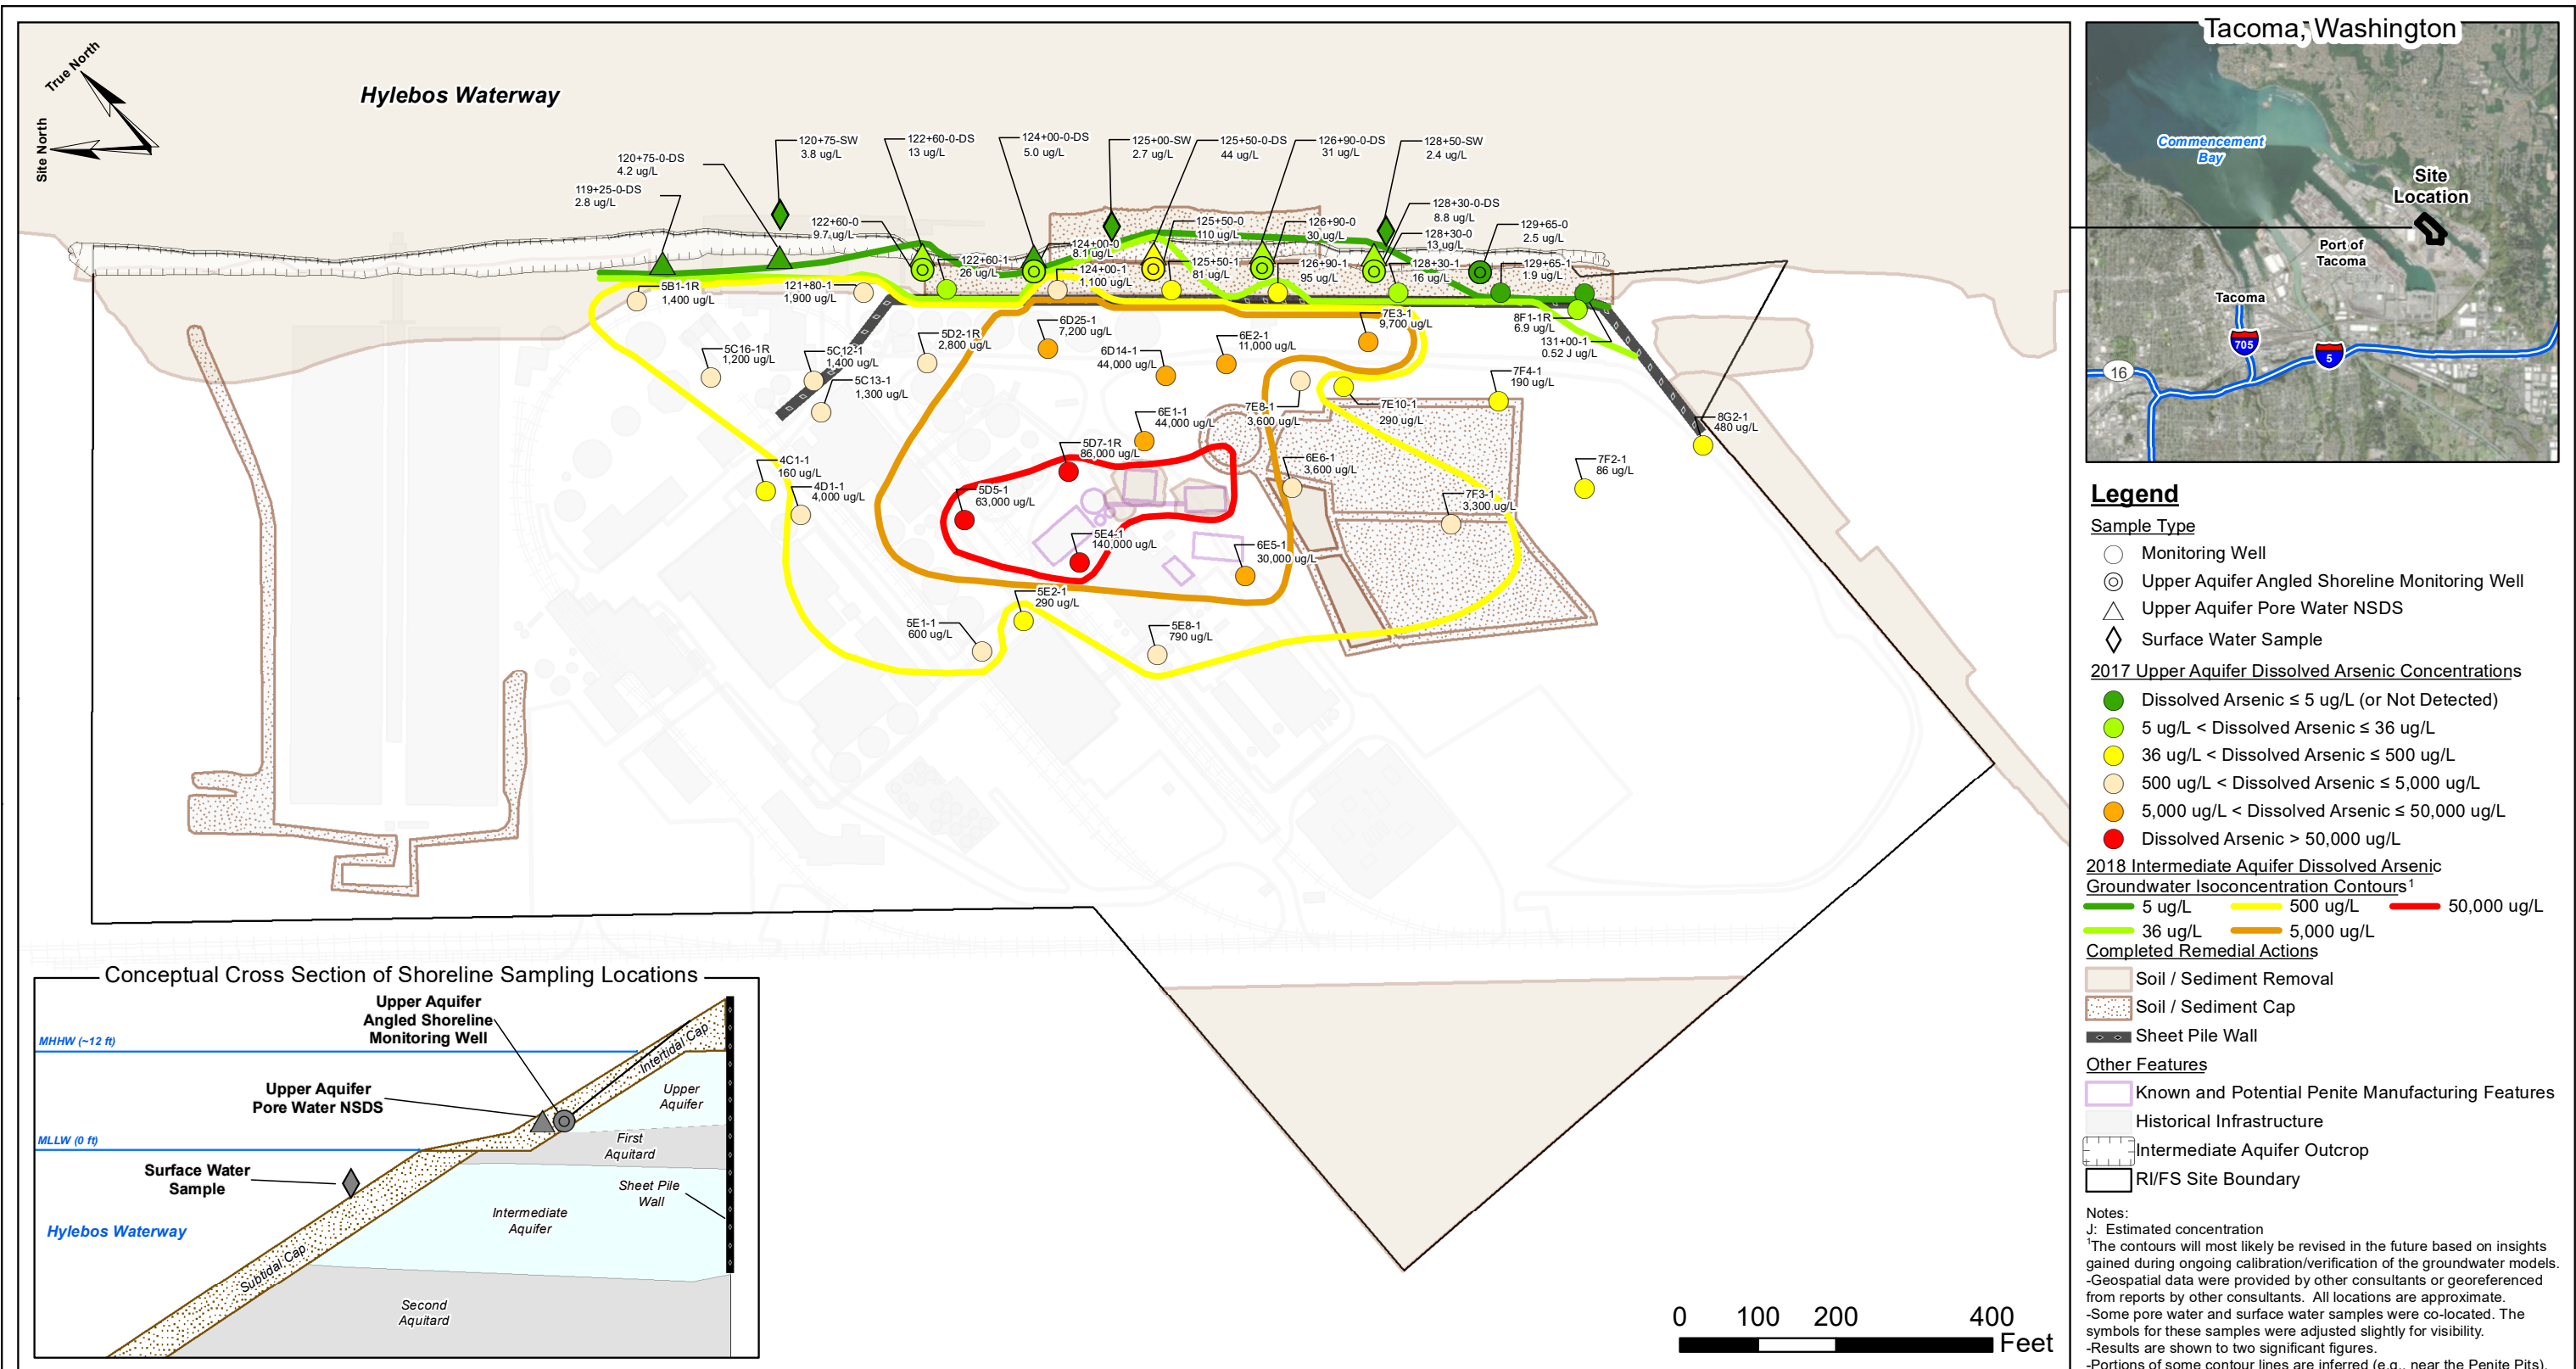 True North
Site North
Hylebos Waterway
120+75-SW
3.8 ug/L
122+60-0-DS
13 ug/L
124+00-0-DS
5.0 ug/L
125+00-SW
2.7 ug/L
125+50-0-DS
44 ug/L
126+90-0-DS
31 ug/L
128+50-SW
2.4 ug/L
120+75-0-DS
4.2 ug/L
119+25-0-DS
2.8 ug/L
122+60-0
9.7 ug/L
124+00-0
8.1 ug/L
125+50-0
110 ug/L
126+90-0
30 ug/L
128+30-0-DS
8.8 ug/L
128+30-0
13 ug/L
129+65-0
2.5 ug/L
122+60-1
26 ug/L
124+00-1
1,100 ug/L
125+50-1
81 ug/L
126+90-1
95 ug/L
128+30-1
16 ug/L
129+65-1
1.9 ug/L
5B1-1R
1,400 ug/L
121+80-1
1,900 ug/L
5C16-1R
1,200 ug/L
5C12-1
1,400 ug/L
5C13-1
1,300 ug/L
5D2-1R
2,800 ug/L
6D25-1
7,200 ug/L
6D14-1
44,000 ug/L
6E2-1
11,000 ug/L
7E3-1
9,700 ug/L
8F1-1R
6.9 ug/L
131+00-1
0.52 J ug/L
7F4-1
190 ug/L
7E8-1
3,600 ug/L
7E10-1
290 ug/L
8G2-1
480 ug/L
6E1-1
44,000 ug/L
5D7-1R
86,000 ug/L
4C1-1
160 ug/L
4D1-1
4,000 ug/L
5D5-1
63,000 ug/L
6E6-1
3,600 ug/L
7F2-1
86 ug/L
7F3-1
3,300 ug/L
5E4-1
140,000 ug/L
6E5-1
30,000 ug/L
5E2-1
290 ug/L
5E1-1
600 ug/L
5E8-1
790 ug/L
Conceptual Cross Section of Shoreline Sampling Locations
Upper Aquifer
Angled Shoreline
Monitoring Well
MHHW (~12 ft)
Intertidal Cap
Upper Aquifer
Pore Water NSDS
Upper
Aquifer
MLLW (0 ft)
First
Aquitard
Surface Water
Sample
Sheet Pile
Wall
Intermediate
Aquifer
Hylebos Waterway
Subtidal Cap
Second
Aquitard
0 100 200 400
Feet
Tacoma, Washington
Commencement
Bay
Site
Location
Port of
Tacoma
Tacoma
705
5
16
Legend
Sample Type
Monitoring Well
Upper Aquifer Angled Shoreline Monitoring Well
Upper Aquifer Pore Water NSDS
Surface Water Sample
2017 Upper Aquifer Dissolved Arsenic Concentrations
Dissolved Arsenic ≤ 5 ug/L (or Not Detected)
5 ug/L < Dissolved Arsenic ≤ 36 ug/L
36 ug/L < Dissolved Arsenic ≤ 500 ug/L
500 ug/L < Dissolved Arsenic ≤ 5,000 ug/L
5,000 ug/L < Dissolved Arsenic ≤ 50,000 ug/L
Dissolved Arsenic > 50,000 ug/L
2018 Intermediate Aquifer Dissolved Arsenic
Groundwater Isoconcentration Contours¹
5 ug/L 500 ug/L 50,000 ug/L
36 ug/L 5,000 ug/L
Completed Remedial Actions
Soil / Sediment Removal
Soil / Sediment Cap
Sheet Pile Wall
Other Features
Known and Potential Penite Manufacturing Features
Historical Infrastructure
Intermediate Aquifer Outcrop
RI/FS Site Boundary
Notes:
J: Estimated concentration
¹The contours will most likely be revised in the future based on insights
gained during ongoing calibration/verification of the groundwater models.
-Geospatial data were provided by other consultants or georeferenced
from reports by other consultants. All locations are approximate.
-Some pore water and surface water samples were co-located. The
symbols for these samples were adjusted slightly for visibility.
-Results are shown to two significant figures.
-Portions of some contour lines are inferred (e.g., near the Penite Pits).